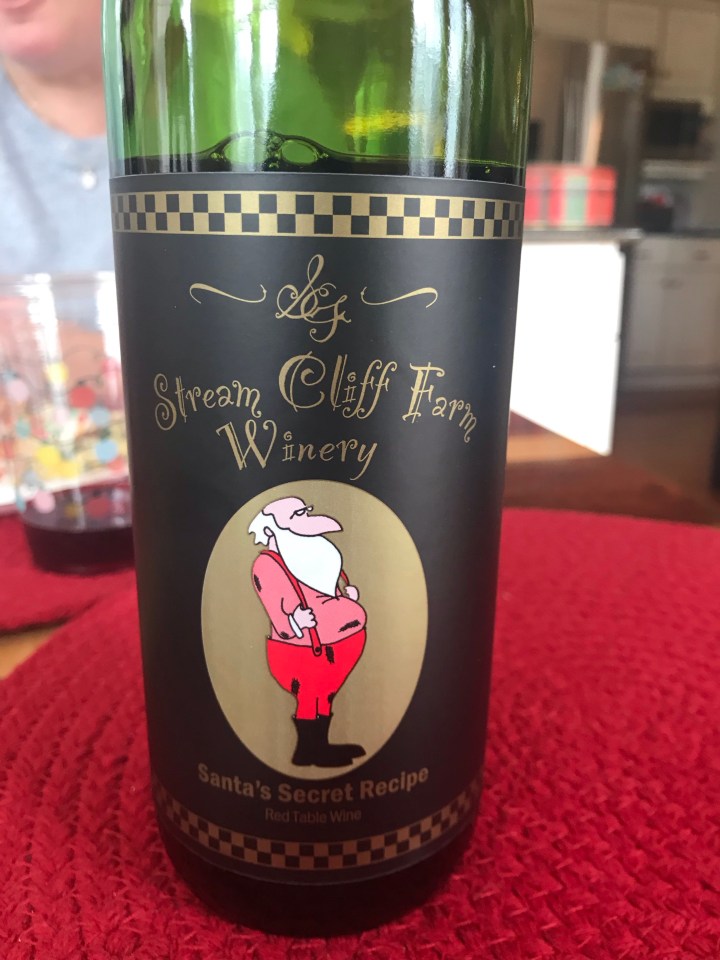 SCF
Stream Cliff Farm
Winery
Santa's Secret Recipe
Red Table Wine